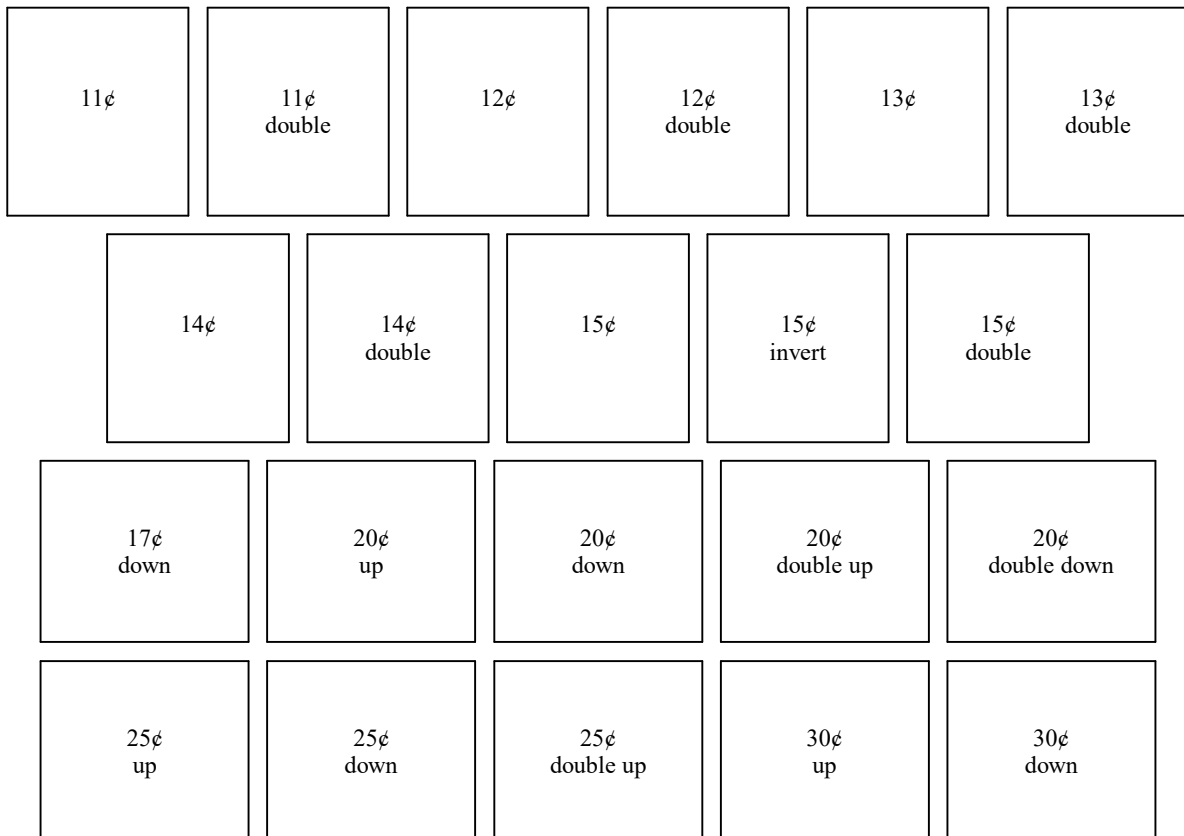 11¢
11¢
double
12¢
12¢
double
13¢
13¢
double
14¢
14¢
double
15¢
15¢
invert
15¢
double
17¢
down
20¢
up
20¢
down
20¢
double up
20¢
double down
25¢
up
25¢
down
25¢
double up
30¢
up
30¢
down